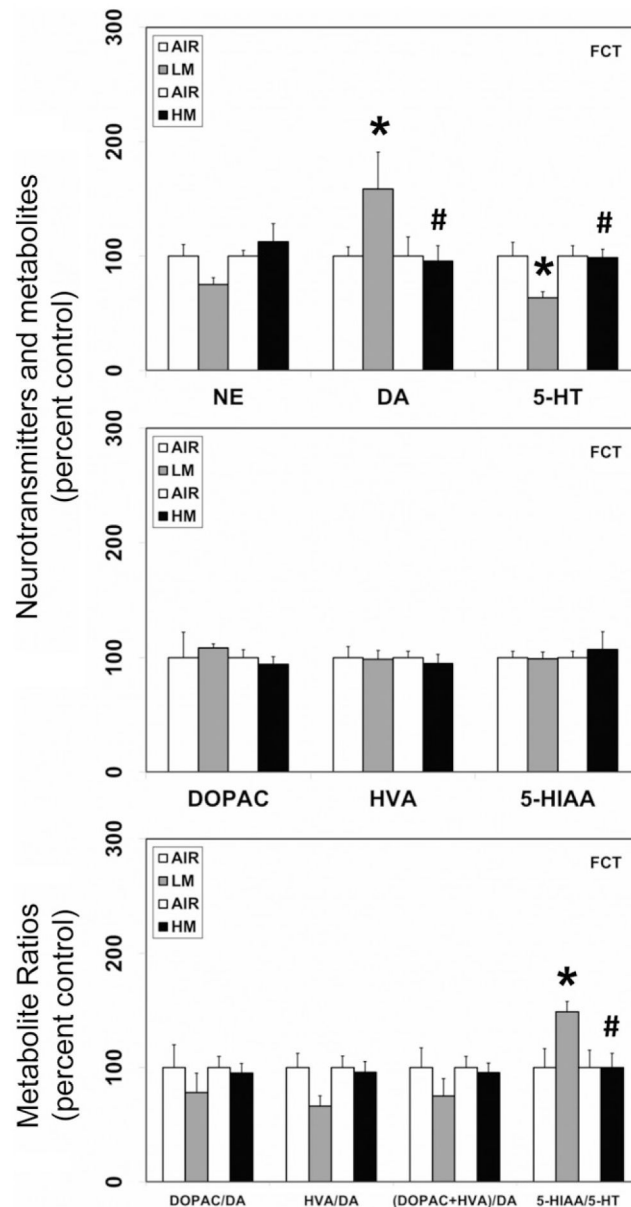 Neurotransmitters and metabolites
(percent control)
300
200
100
0
AIR
LM
AIR
HM
FCT
*
#
*
#
NE DA 5-HT
300
200
100
0
AIR
LM
AIR
HM
FCT
DOPAC HVA 5-HIAA
Metabolite Ratios
(percent control)
300
200
100
0
AIR
LM
AIR
HM
FCT
*
#
DOPAC/DA HVA/DA (DOPAC+HVA)/DA 5-HIAA/5-HT